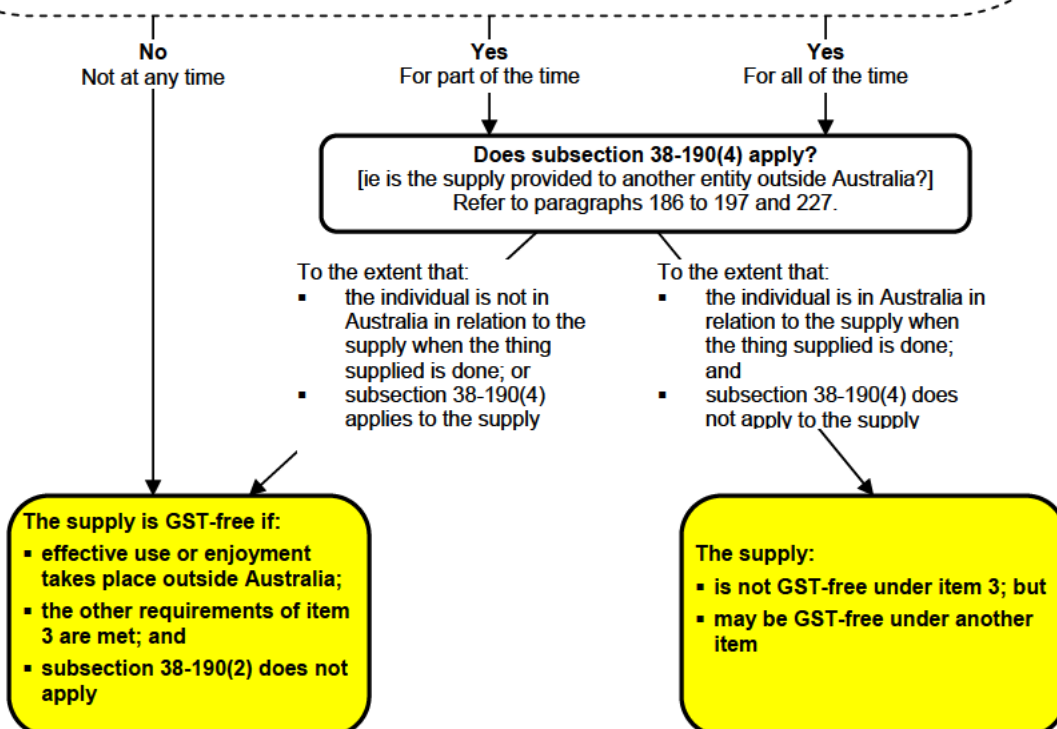 No
Not at any time
Yes
For part of the time
Yes
For all of the time
Does subsection 38-190(4) apply?
[ie is the supply provided to another entity outside Australia?]
Refer to paragraphs 186 to 197 and 227.
To the extent that:
▪ the individual is not in
Australia in relation to the
supply when the thing
supplied is done; or
▪ subsection 38-190(4)
applies to the supply
To the extent that:
▪ the individual is in Australia in
relation to the supply when
the thing supplied is done;
and
▪ subsection 38-190(4) does
not apply to the supply
The supply is GST-free if:
▪ effective use or enjoyment
takes place outside Australia;
▪ the other requirements of item
3 are met; and
▪ subsection 38-190(2) does not
apply
The supply:
▪ is not GST-free under item 3; but
▪ may be GST-free under another
item